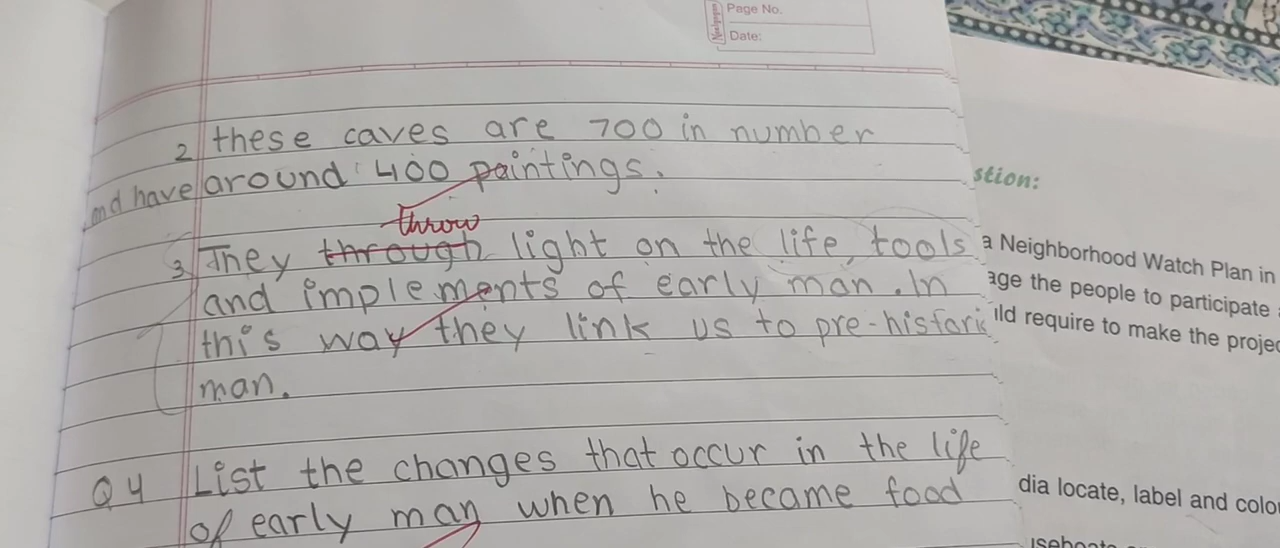 Page No.
Date:
2 these caves are 700 in number
and have around 400 paintings.
throw
3 They through light on the life, tools
and implements of early man. In
this way they link us to pre-historic
man.
Q4 List the changes that occur in the life
of early man when he became food
stion:
a Neighborhood Watch Plan in
age the people to participate
ild require to make the projec
dia locate, label and colo